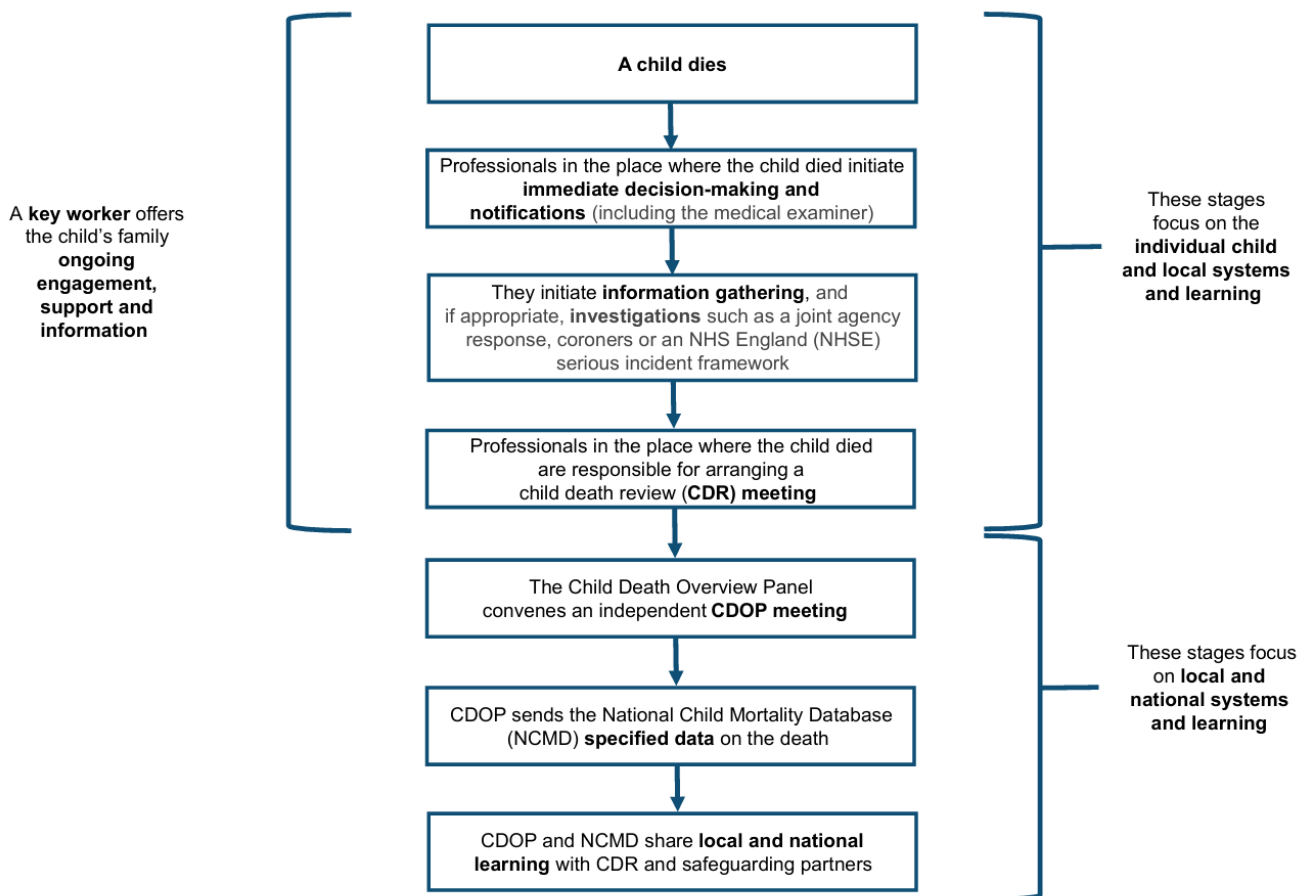 A child dies
Professionals in the place where the child died initiate
immediate decision-making and
notifications (including the medical examiner)
They initiate information gathering, and
if appropriate, investigations such as a joint agency
response, coroners or an NHS England (NHSE)
serious incident framework
Professionals in the place where the child died
are responsible for arranging a
child death review (CDR) meeting
A key worker offers
the child’s family
ongoing
engagement,
support and
information
These stages
focus on the
individual child
and local systems
and learning
The Child Death Overview Panel
convenes an independent CDOP meeting
CDOP sends the National Child Mortality Database
(NCMD) specified data on the death
CDOP and NCMD share local and national
learning with CDR and safeguarding partners
These stages focus
on local and
national systems
and learning